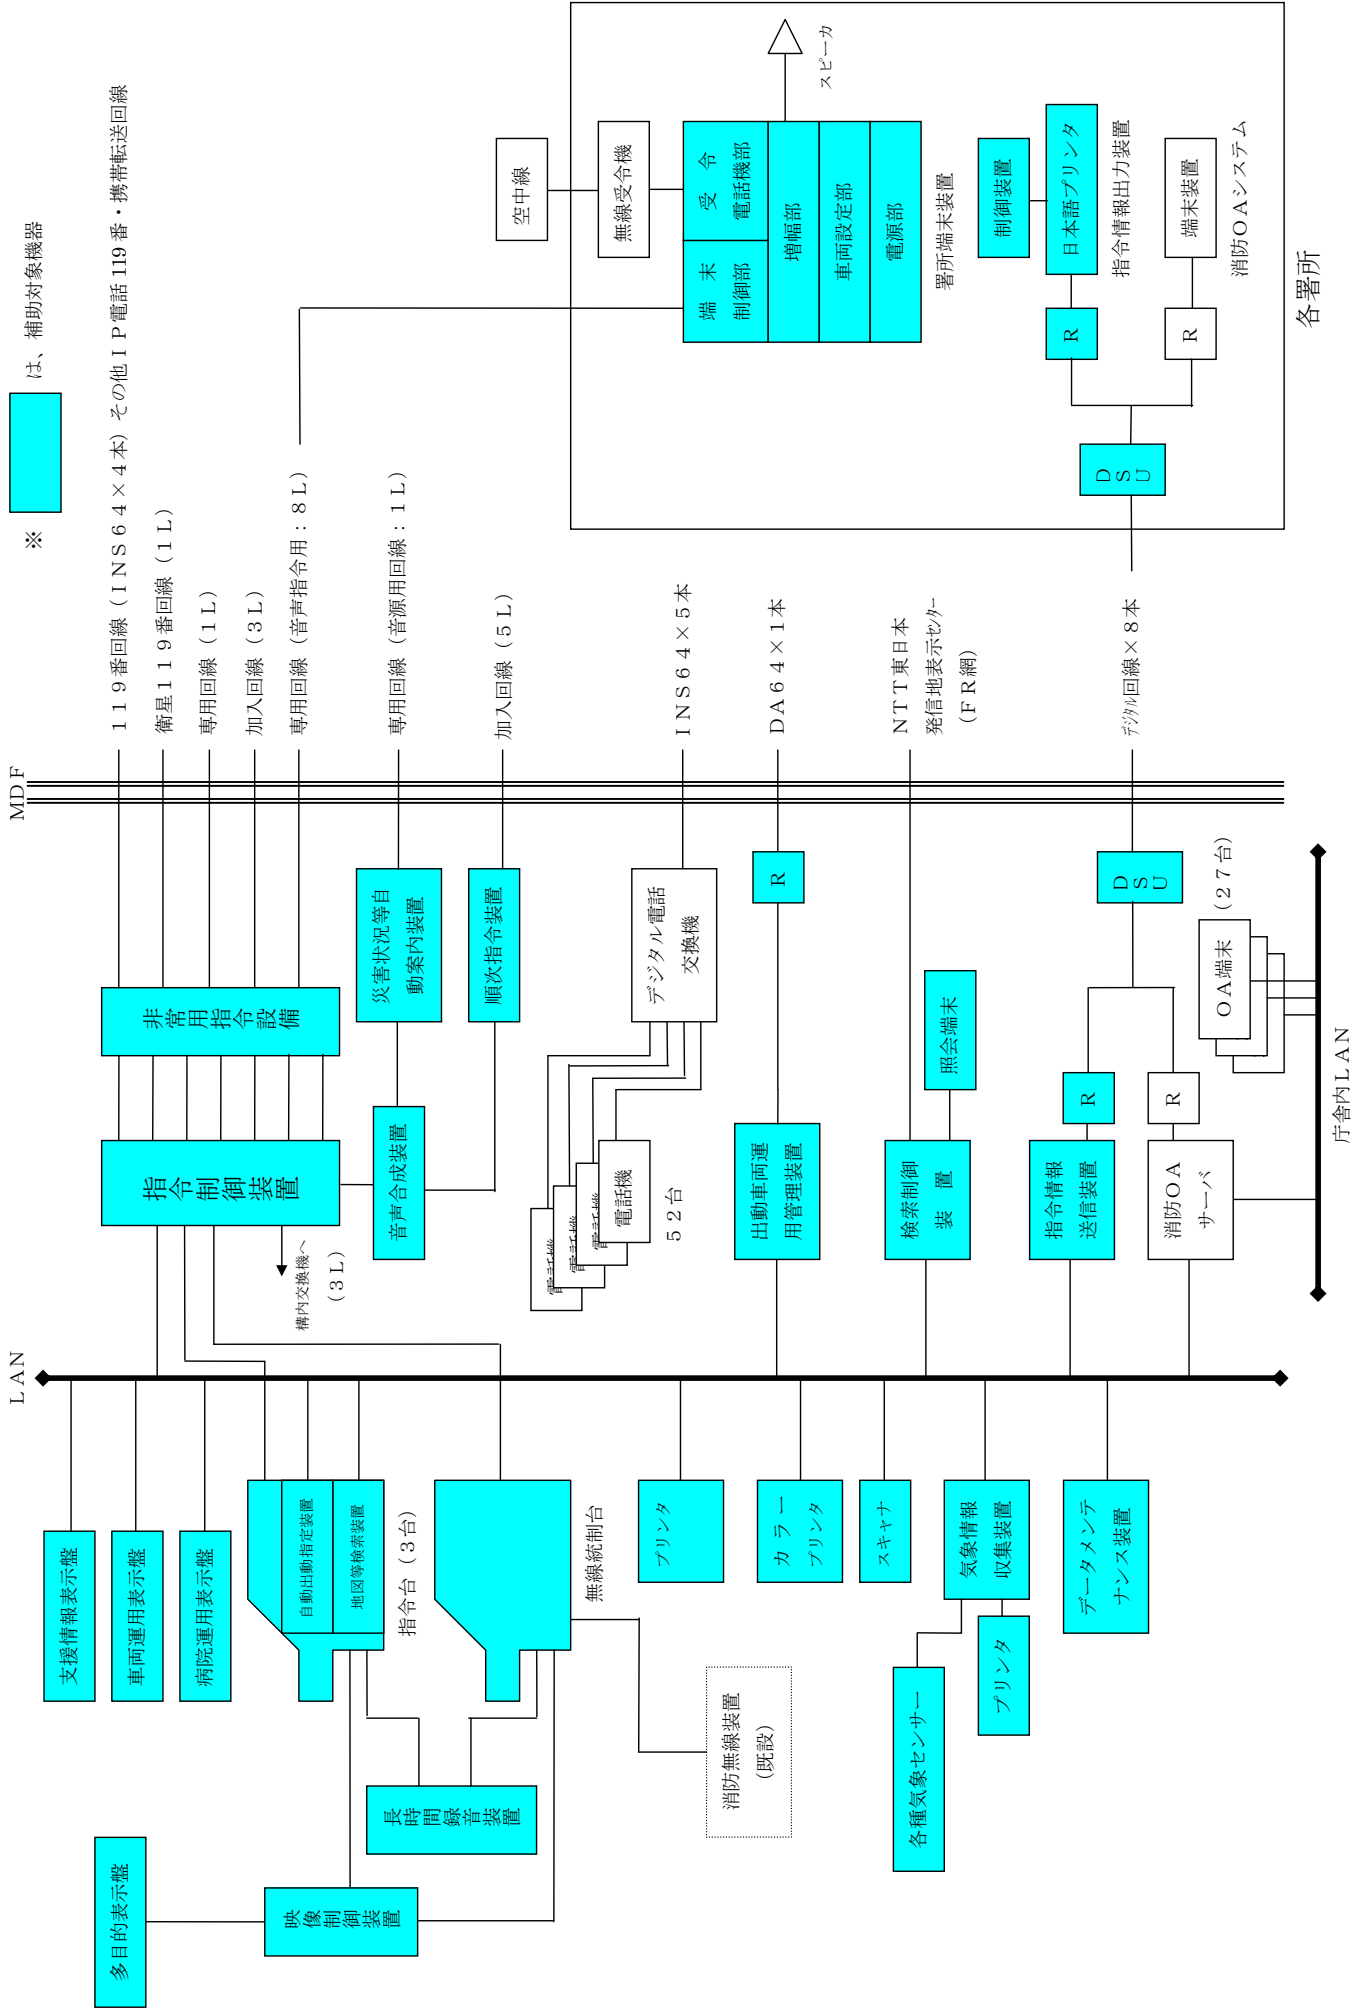 ※
は、補助対象機器
LAN
MDF
多目的表示盤
支援情報表示盤
車両運用表示盤
病院運用表示盤
映像制御装置
長時間録音装置
自動出動指定装置
地図等検索装置
指令台（3台）
無線統制台
消防無線装置
（既設）
プリンタ
カラー
プリンタ
スキャナ
気象情報
収集装置
各種気象センサー
プリンタ
データメンテ
ナンス装置
指令制御装置
非常用指令設備
構内交換機へ
（3L）
音声合成装置
災害状況等自
動案内装置
順次指令装置
電話機
電話機
電話機
電話機
52台
デジタル電話
交換機
出動車両運
用管理装置
R
検索制御
装　置
照会端末
指令情報
送信装置
R
消防OA
サーバ
R
DSU
OA端末
（27台）
庁舎内LAN
119番回線（INS64×4本）その他IP電話119番・携帯転送回線
衛星119番回線（1L）
専用回線（1L）
加入回線（3L）
専用回線（音声指令用：8L）
専用回線（音源用回線：1L）
加入回線（5L）
INS64×5本
DA64×1本
NTT東日本
発信地表示センター
（FR網）
デジタル回線×8本
空中線
無線受令機
端　末
制御部
受　令
電話機部
増幅部
車両設定部
電源部
スピーカ
署所端末装置
制御装置
日本語プリンタ
R
指令情報出力装置
端末装置
R
消防OAシステム
DSU
各署所